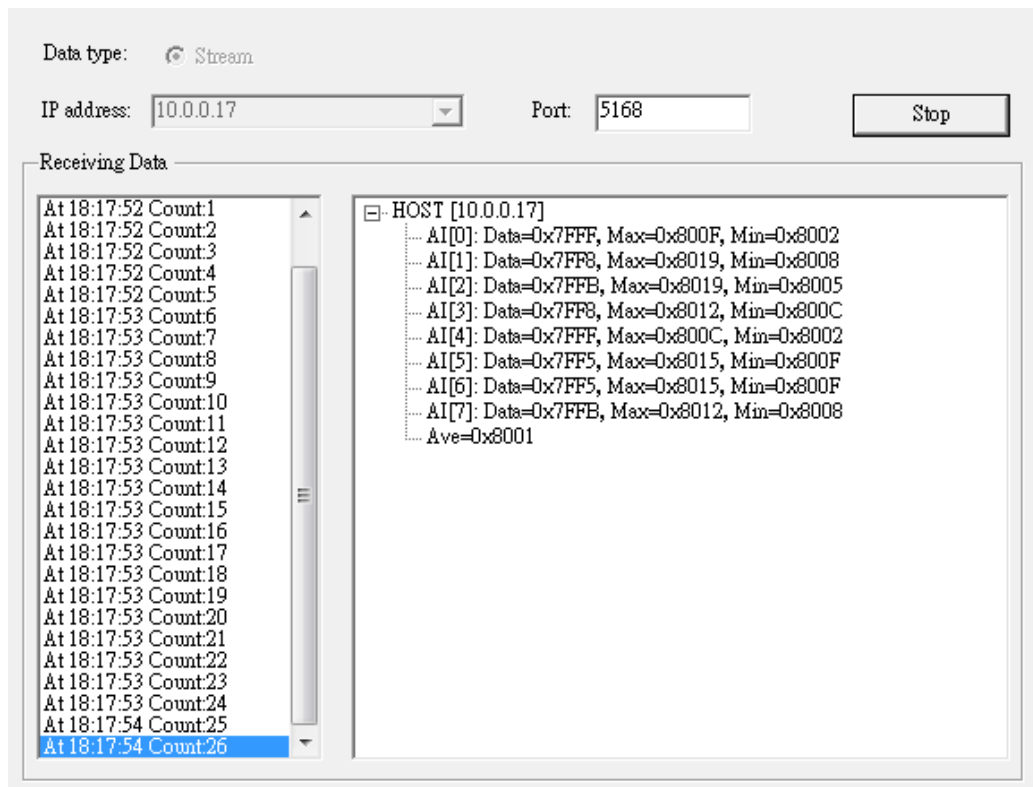 Data type: Stream
IP address: 10.0.0.17 Port: 5168 Stop
Receiving Data
At 18:17:52 Count:1
At 18:17:52 Count:2
At 18:17:52 Count:3
At 18:17:52 Count:4
At 18:17:52 Count:5
At 18:17:53 Count:6
At 18:17:53 Count:7
At 18:17:53 Count:8
At 18:17:53 Count:9
At 18:17:53 Count:10
At 18:17:53 Count:11
At 18:17:53 Count:12
At 18:17:53 Count:13
At 18:17:53 Count:14
At 18:17:53 Count:15
At 18:17:53 Count:16
At 18:17:53 Count:17
At 18:17:53 Count:18
At 18:17:53 Count:19
At 18:17:53 Count:20
At 18:17:53 Count:21
At 18:17:53 Count:22
At 18:17:53 Count:23
At 18:17:53 Count:24
At 18:17:54 Count:25
At 18:17:54 Count:26
HOST [10.0.0.17]
AI[0]: Data=0x7FFF, Max=0x800F, Min=0x8002
AI[1]: Data=0x7FF8, Max=0x8019, Min=0x8008
AI[2]: Data=0x7FFB, Max=0x8019, Min=0x8005
AI[3]: Data=0x7FF8, Max=0x8012, Min=0x800C
AI[4]: Data=0x7FFF, Max=0x800C, Min=0x8002
AI[5]: Data=0x7FF5, Max=0x8015, Min=0x800F
AI[6]: Data=0x7FF5, Max=0x8015, Min=0x800F
AI[7]: Data=0x7FFB, Max=0x8012, Min=0x8008
Ave=0x8001